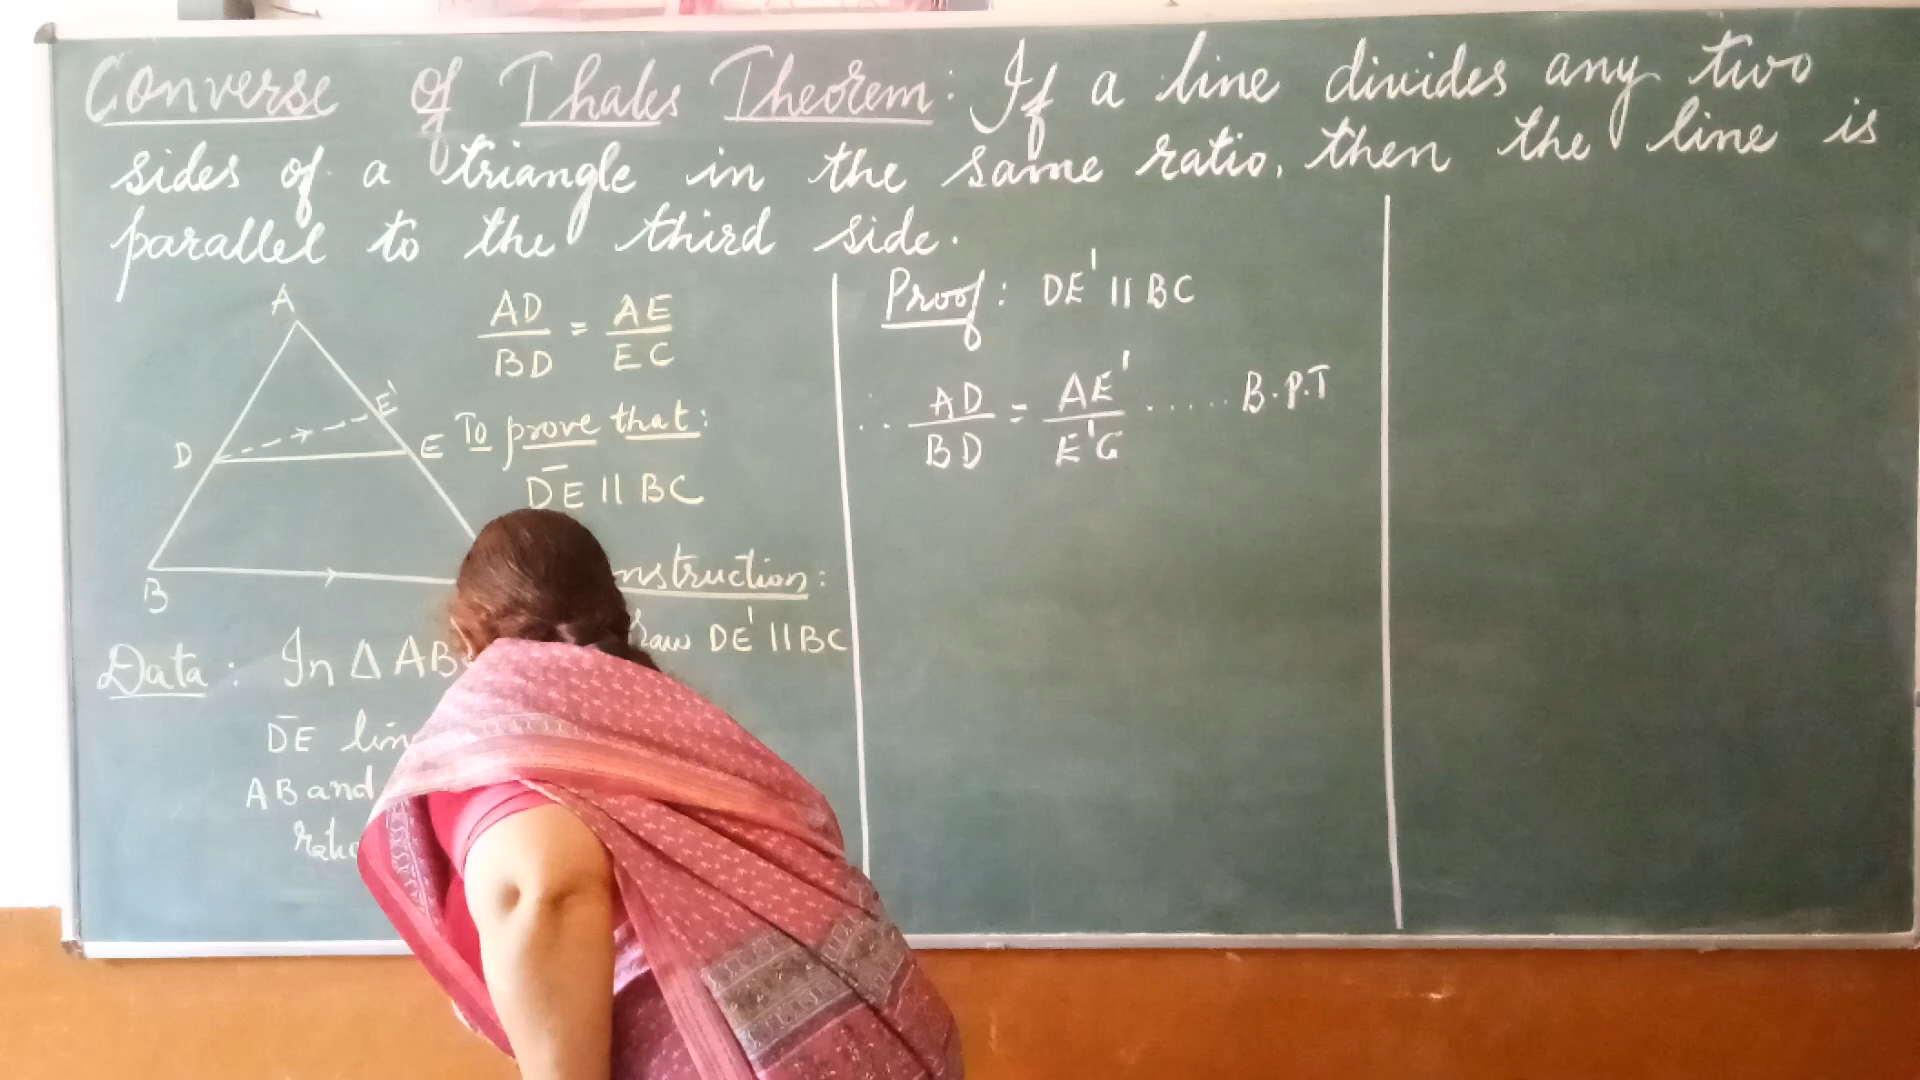 Converse of Thales Theorem: If a line divides any two
sides of a triangle in the same ratio, then the line is
parallel to the third side.
A
D
E'
E
B
AD/BD = AE/EC
To prove that:
DE || BC
nstruction:
raw DE' || BC
Data: In Δ AB
DE lin
AB and
ratio
Proof: DE' || BC
∴ AD/BD = AE'/E'C ..... B.P.T